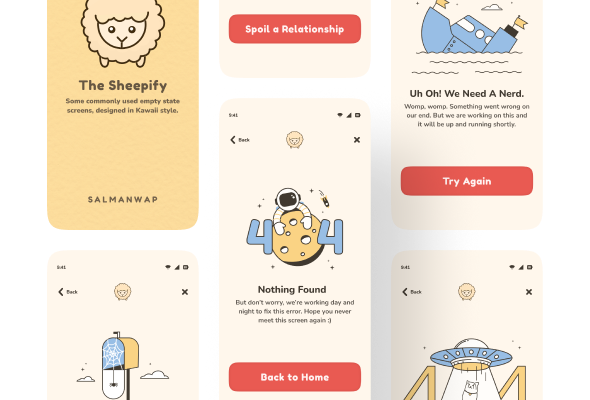 The Sheepify
Some commonly used empty state
screens, designed in Kawaii style.
SALMANWAP
9:41
Back
Spoil a Relationship
9:41
Back
404
Nothing Found
But don't worry, we're working day and
night to fix this error. Hope you never
meet this screen again :)
Back to Home
Uh Oh! We Need A Nerd.
Womp, womp. Something went wrong on
our end. But we are working on this and
it will be up and running shortly.
Try Again
9:41
Back